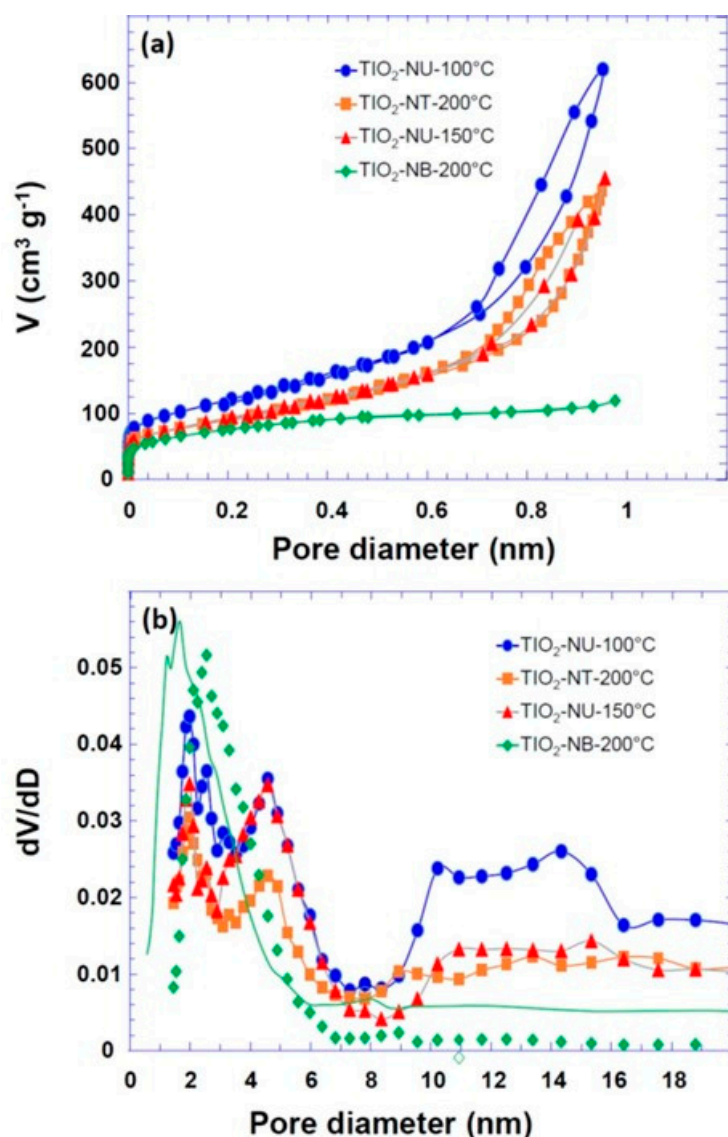 (a)
TIO₂-NU-100°C
TIO₂-NT-200°C
TIO₂-NU-150°C
TIO₂-NB-200°C
600
500
400
300
200
100
0
V (cm³ g⁻¹)
0 0.2 0.4 0.6 0.8 1
Pore diameter (nm)
(b)
TIO₂-NU-100°C
TIO₂-NT-200°C
TIO₂-NU-150°C
TIO₂-NB-200°C
0.05
0.04
0.03
0.02
0.01
0
dV/dD
0 2 4 6 8 10 12 14 16 18
Pore diameter (nm)